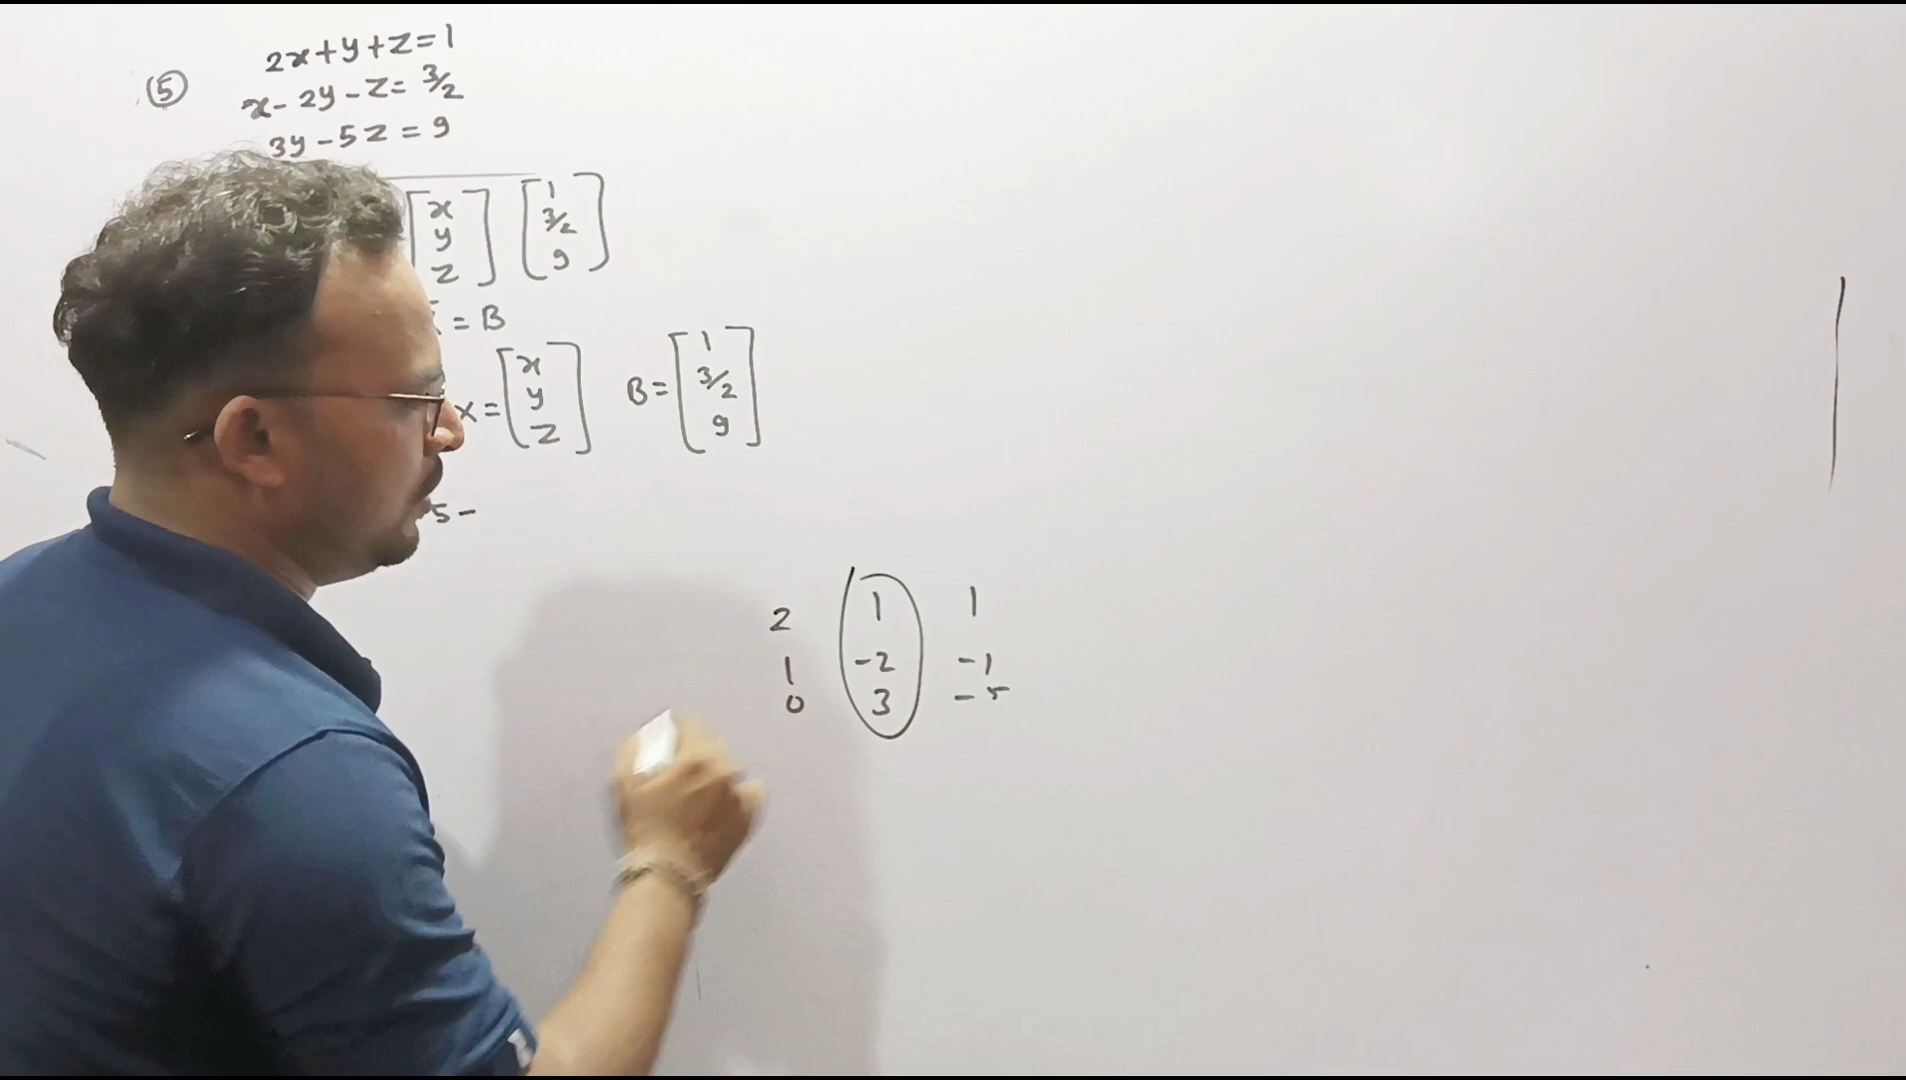 ⑤ 2x+y+z=1
x-2y-z=3/2
3y-5z=9
[x y z] [1 3/2 9]
= B
x = [x y z] B = [1 3/2 9]
5-
2 1 1
1 -2 -1
0 3 -5